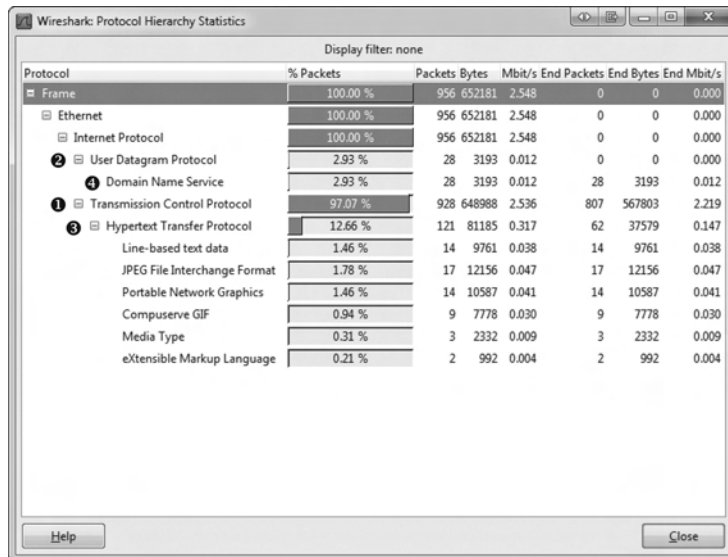 Wireshark: Protocol Hierarchy Statistics
Display filter: none
Protocol % Packets Packets Bytes Mbit/s End Packets End Bytes End Mbit/s
Frame 100.00 % 956 652181 2.548 0 0 0.000
Ethernet 100.00 % 956 652181 2.548 0 0 0.000
Internet Protocol 100.00 % 956 652181 2.548 0 0 0.000
❷ User Datagram Protocol 2.93 % 28 3193 0.012 0 0 0.000
❹ Domain Name Service 2.93 % 28 3193 0.012 28 3193 0.012
❶ Transmission Control Protocol 97.07 % 928 648988 2.536 807 567803 2.219
❸ Hypertext Transfer Protocol 12.66 % 121 81185 0.317 62 37579 0.147
Line-based text data 1.46 % 14 9761 0.038 14 9761 0.038
JPEG File Interchange Format 1.78 % 17 12156 0.047 17 12156 0.047
Portable Network Graphics 1.46 % 14 10587 0.041 14 10587 0.041
Compuserve GIF 0.94 % 9 7778 0.030 9 7778 0.030
Media Type 0.31 % 3 2332 0.009 3 2332 0.009
eXtensible Markup Language 0.21 % 2 992 0.004 2 992 0.004
Help Close